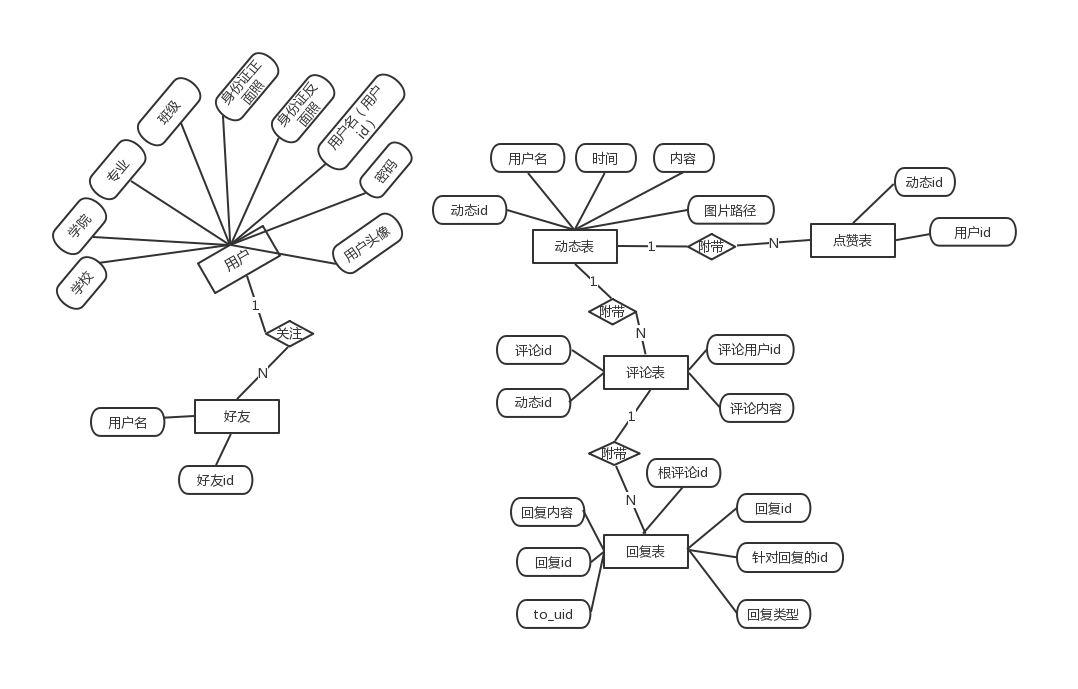 身份证正
面照
身份证反
面照
用户名（用户
id）
班级
专业
密码
学院
用户头像
学校
用户
1
关注
N
用户名
好友
好友id
用户名
时间
内容
动态id
图片路径
动态表
1
附带
N
点赞表
动态id
用户id
1
附带
N
评论id
评论用户id
评论表
动态id
评论内容
1
附带
N
根评论id
回复内容
回复id
回复表
回复id
针对回复的id
to_uid
回复类型